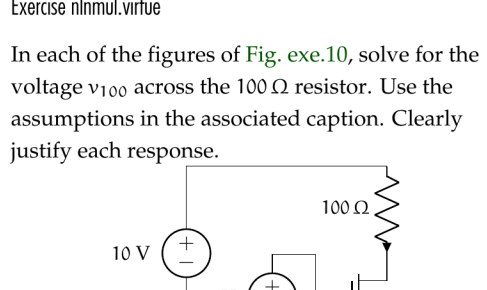 Exercise nlnmul.virtue
In each of the figures of Fig. exe.10, solve for the
voltage v₁₀₀ across the 100 Ω resistor. Use the
assumptions in the associated caption. Clearly
justify each response.
100 Ω
10 V
+
−
+